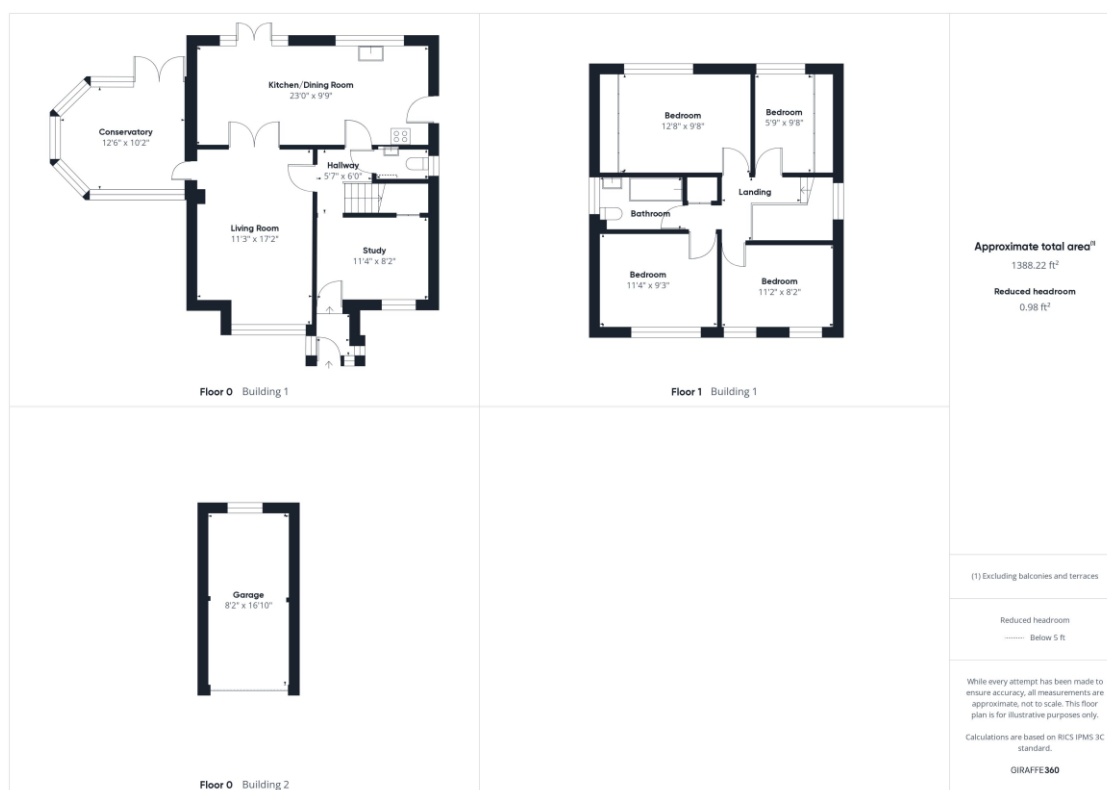 Kitchen/Dining Room
23'0" x 9'9"
Conservatory
12'6" x 10'2"
Hallway
5'7" x 6'0"
Living Room
11'3" x 17'2"
Study
11'4" x 8'2"
Floor 0 Building 1
Bedroom
12'8" x 9'8"
Bedroom
5'9" x 9'8"
Landing
Bathroom
Bedroom
11'4" x 9'3"
Bedroom
11'2" x 8'2"
Floor 1 Building 1
Garage
8'2" x 16'10"
Floor 0 Building 2
Approximate total area(1)
1388.22 ft²
Reduced headroom
0.98 ft²
(1) Excluding balconies and terraces
Reduced headroom
Below 5 ft
While every attempt has been made to
ensure accuracy, all measurements are
approximate, not to scale. This floor
plan is for illustrative purposes only.
Calculations are based on RICS IPMS 3C
standard.
GIRAFFE360